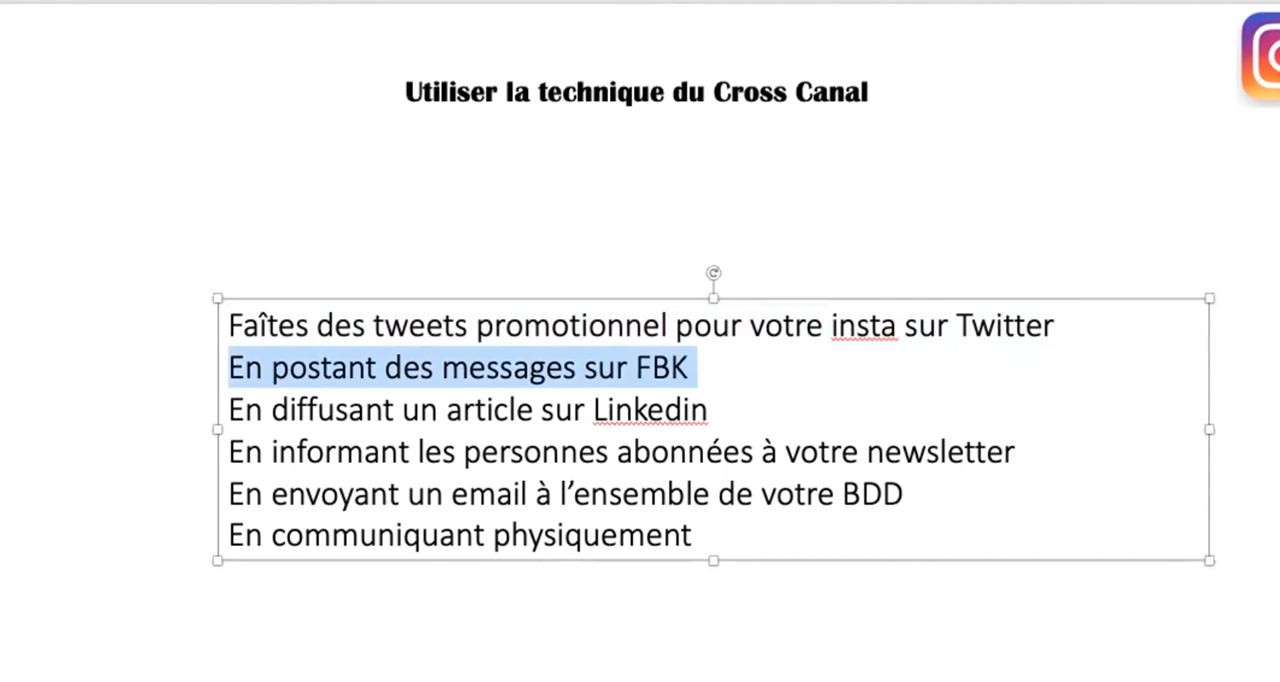 Utiliser la technique du Cross Canal
Faîtes des tweets promotionnel pour votre insta sur Twitter
En postant des messages sur FBK
En diffusant un article sur Linkedin
En informant les personnes abonnées à votre newsletter
En envoyant un email à l’ensemble de votre BDD
En communiquant physiquement